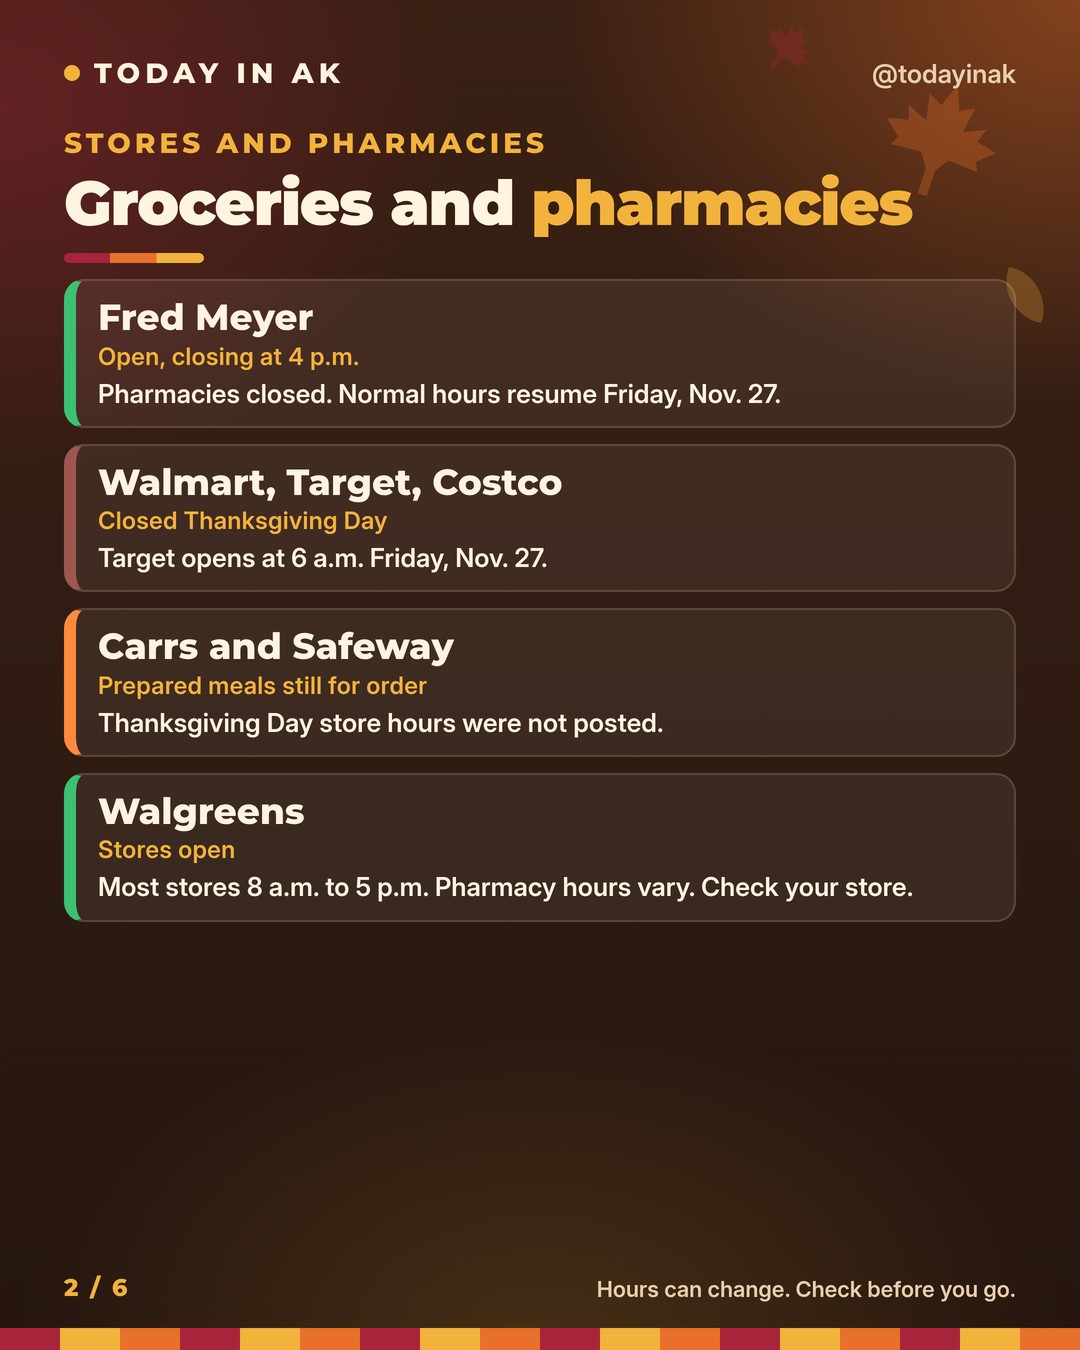 TODAY IN AK
@todayinak
STORES AND PHARMACIES
Groceries and pharmacies
Fred Meyer
Open, closing at 4 p.m.
Pharmacies closed. Normal hours resume Friday, Nov. 27.
Walmart, Target, Costco
Closed Thanksgiving Day
Target opens at 6 a.m. Friday, Nov. 27.
Carrs and Safeway
Prepared meals still for order
Thanksgiving Day store hours were not posted.
Walgreens
Stores open
Most stores 8 a.m. to 5 p.m. Pharmacy hours vary. Check your store.
2 / 6
Hours can change. Check before you go.